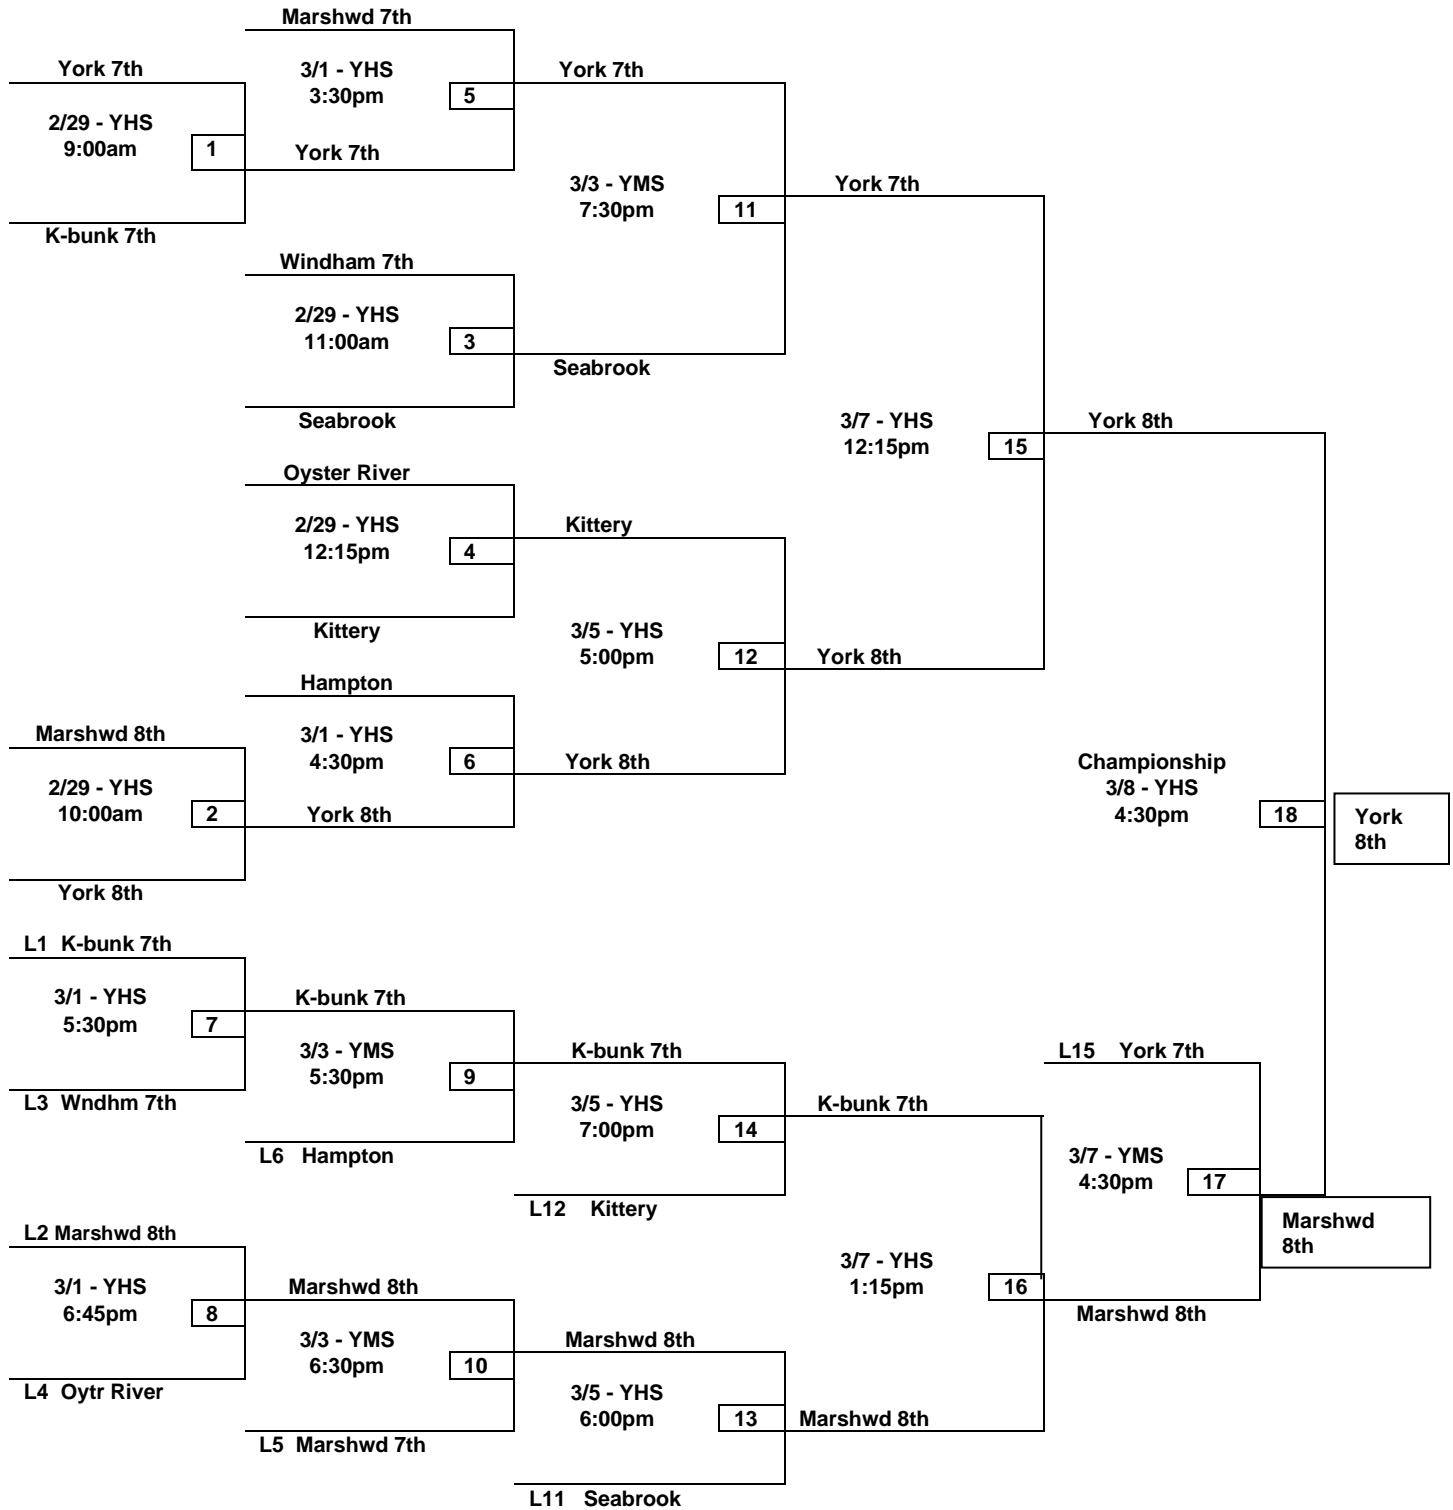 Marshwd 7th
York 7th
3/1 - YHS
3:30pm
5
York 7th
2/29 - YHS
9:00am
1
York 7th
3/3 - YMS
7:30pm
11
York 7th
K-bunk 7th
Windham 7th
2/29 - YHS
11:00am
3
Seabrook
Seabrook
3/7 - YHS
12:15pm
15
York 8th
Oyster River
2/29 - YHS
12:15pm
4
Kittery
Kittery
3/5 - YHS
5:00pm
12
York 8th
Hampton
Marshwd 8th
3/1 - YHS
4:30pm
6
York 8th
2/29 - YHS
10:00am
2
York 8th
Championship
3/8 - YHS
4:30pm
18
York
8th
York 8th
L1 K-bunk 7th
3/1 - YHS
5:30pm
7
K-bunk 7th
3/3 - YMS
5:30pm
9
K-bunk 7th
L15 York 7th
L3 Wndhm 7th
3/5 - YHS
7:00pm
14
K-bunk 7th
L6 Hampton
3/7 - YMS
4:30pm
17
L12 Kittery
Marshwd
8th
L2 Marshwd 8th
3/1 - YHS
6:45pm
8
Marshwd 8th
3/7 - YHS
1:15pm
16
Marshwd 8th
3/3 - YMS
6:30pm
10
Marshwd 8th
L4 Oytr River
3/5 - YHS
6:00pm
13
Marshwd 8th
L5 Marshwd 7th
L11 Seabrook